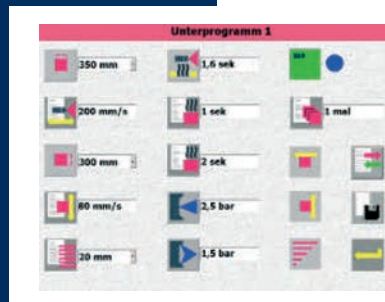 Unterprogramm 1
350 mm
1,6 sek
200 mm/s
1 sek
1 mal
300 mm
2 sek
80 mm/s
2,5 bar
20 mm
1,5 bar